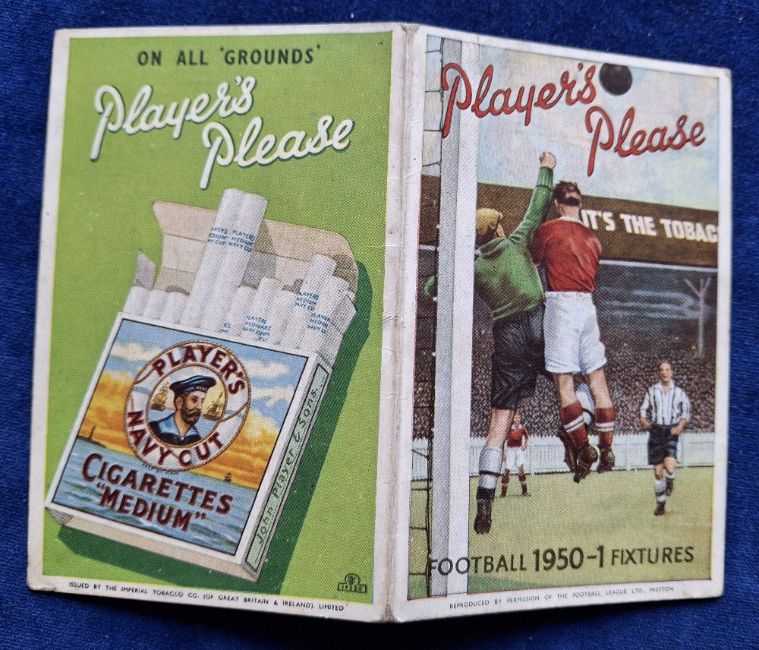 ON ALL 'GROUNDS'
Player's
Please
PLAYER'S
NAVY CUT
CIGARETTES
"MEDIUM"
John Player & Sons.
ISSUED BY THE IMPERIAL TOBACCO CO. (OF GREAT BRITAIN & IRELAND), LIMITED
Player's
Please
IT'S THE TOBAC
FOOTBALL 1950-1 FIXTURES
REPRODUCED BY PERMISSION OF THE FOOTBALL LEAGUE LTD., PRESTON